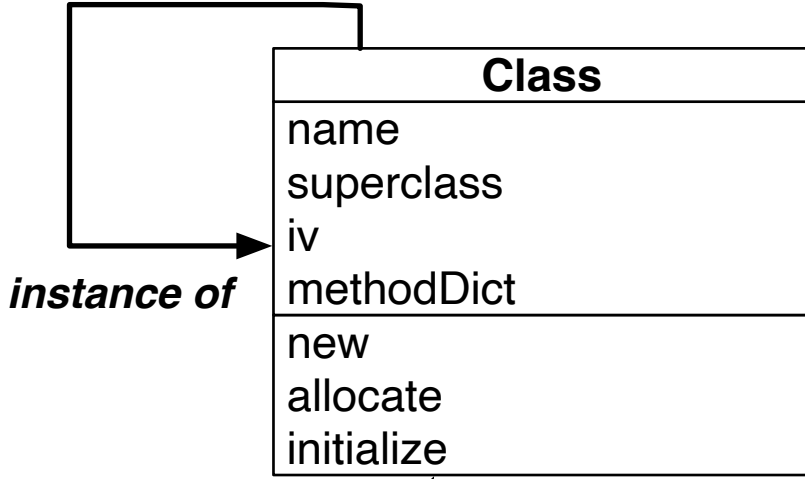 Class
name
superclass
iv
instance of
methodDict
new
allocate
initialize